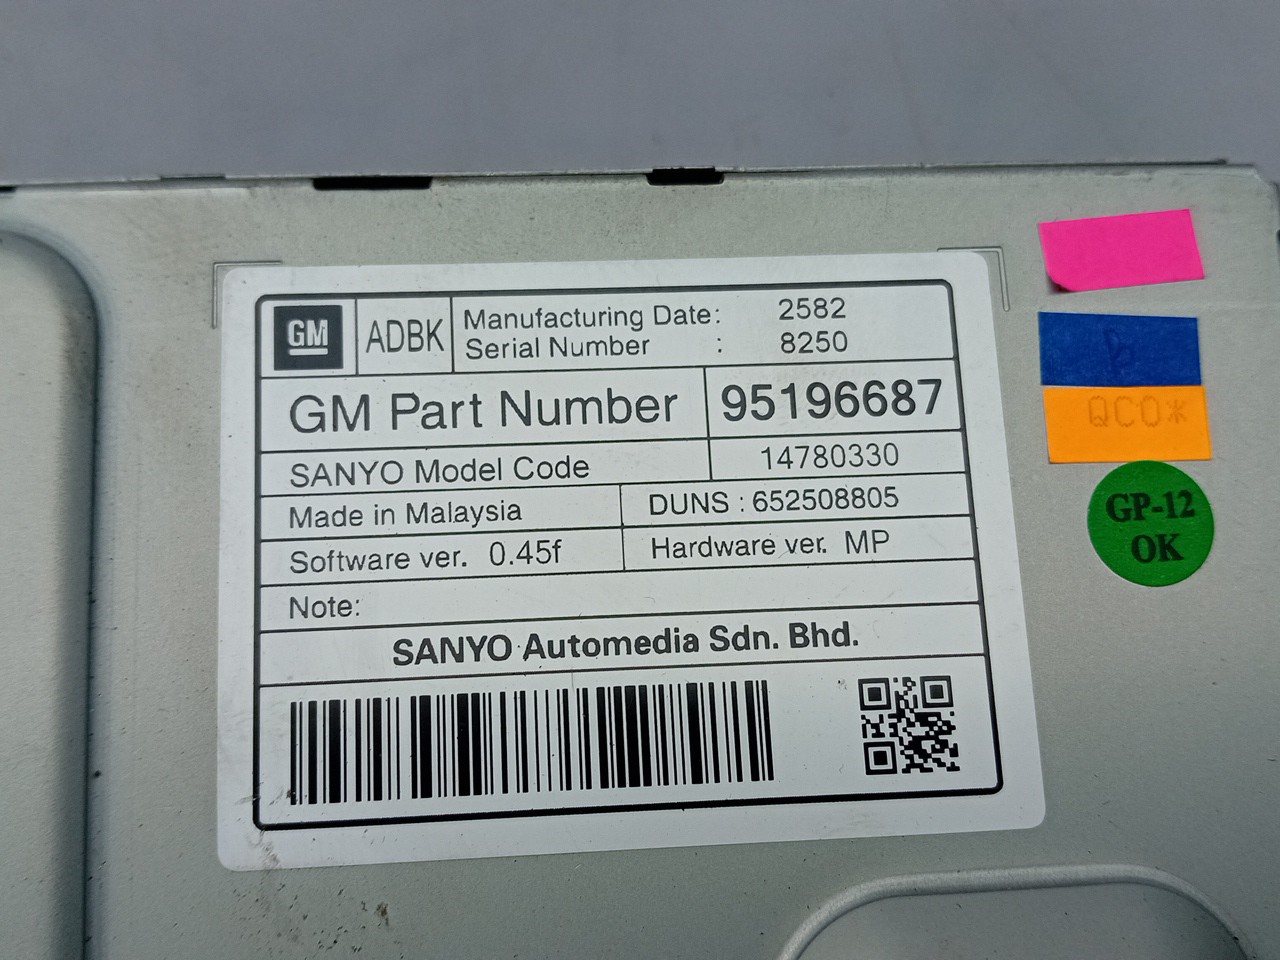 GM
ADBK
Manufacturing Date: 2582
Serial Number : 8250
GM Part Number 95196687
SANYO Model Code 14780330
Made in Malaysia DUNS : 652508805
Software ver. 0.45f Hardware ver. MP
Note:
SANYO Automedia Sdn. Bhd.
QCO*
GP-12
OK